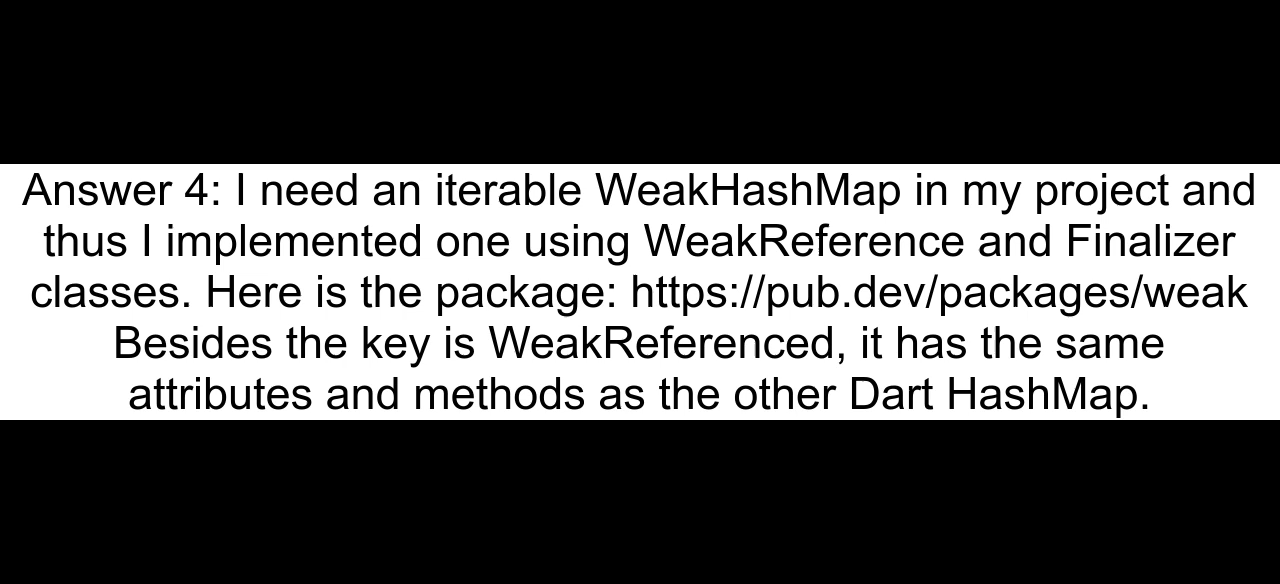 Answer 4: I need an iterable WeakHashMap in my project and
thus I implemented one using WeakReference and Finalizer
classes. Here is the package: https://pub.dev/packages/weak
Besides the key is WeakReferenced, it has the same
attributes and methods as the other Dart HashMap.